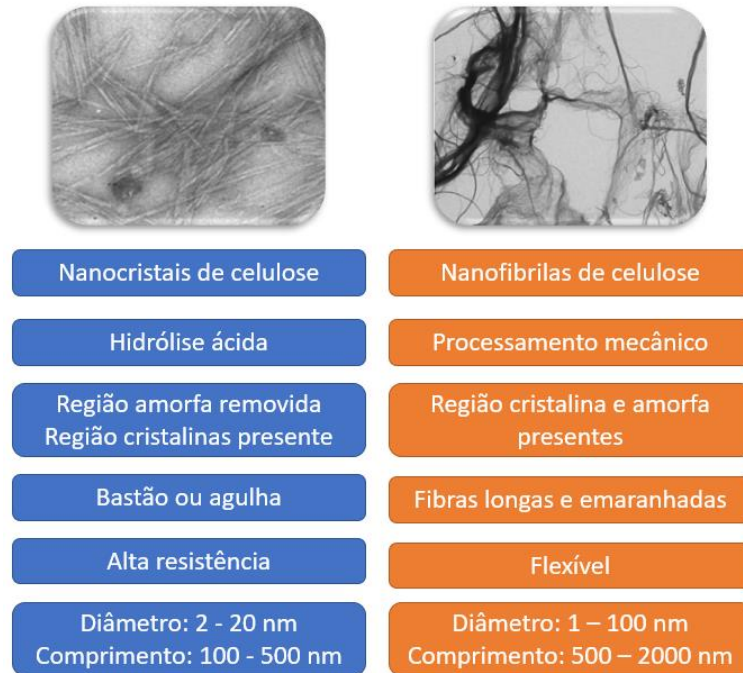 Nanocristais de celulose
Hidrólise ácida
Região amorfa removida
Região cristalinas presente
Bastão ou agulha
Alta resistência
Diâmetro: 2 - 20 nm
Comprimento: 100 - 500 nm
Nanofibrilas de celulose
Processamento mecânico
Região cristalina e amorfa
presentes
Fibras longas e emaranhadas
Flexível
Diâmetro: 1 – 100 nm
Comprimento: 500 – 2000 nm